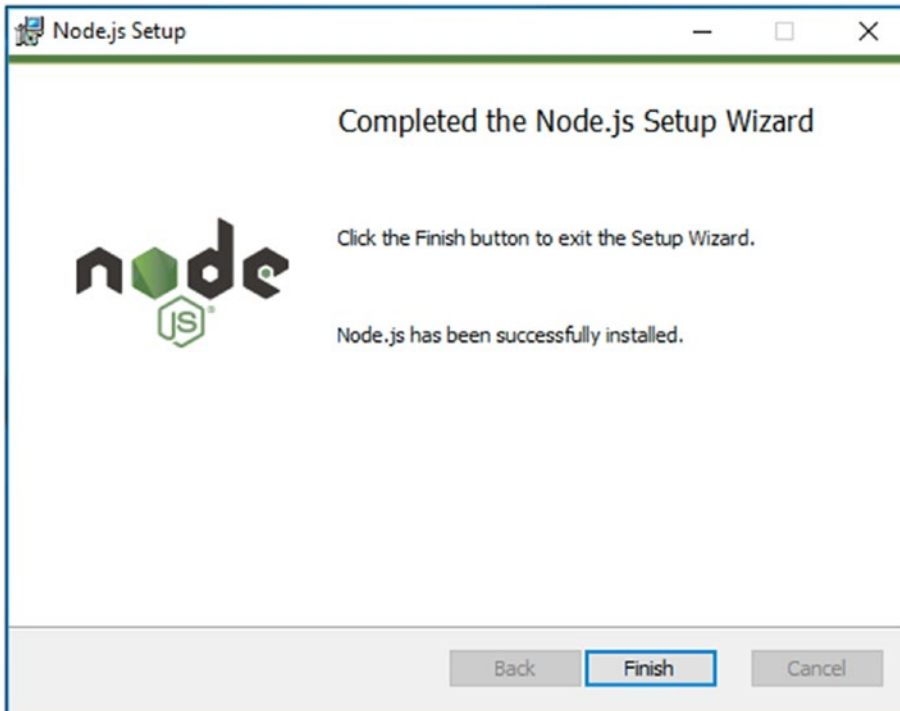 Node.js Setup
Completed the Node.js Setup Wizard
Click the Finish button to exit the Setup Wizard.
node
JS®
Node.js has been successfully installed.
Back Finish Cancel